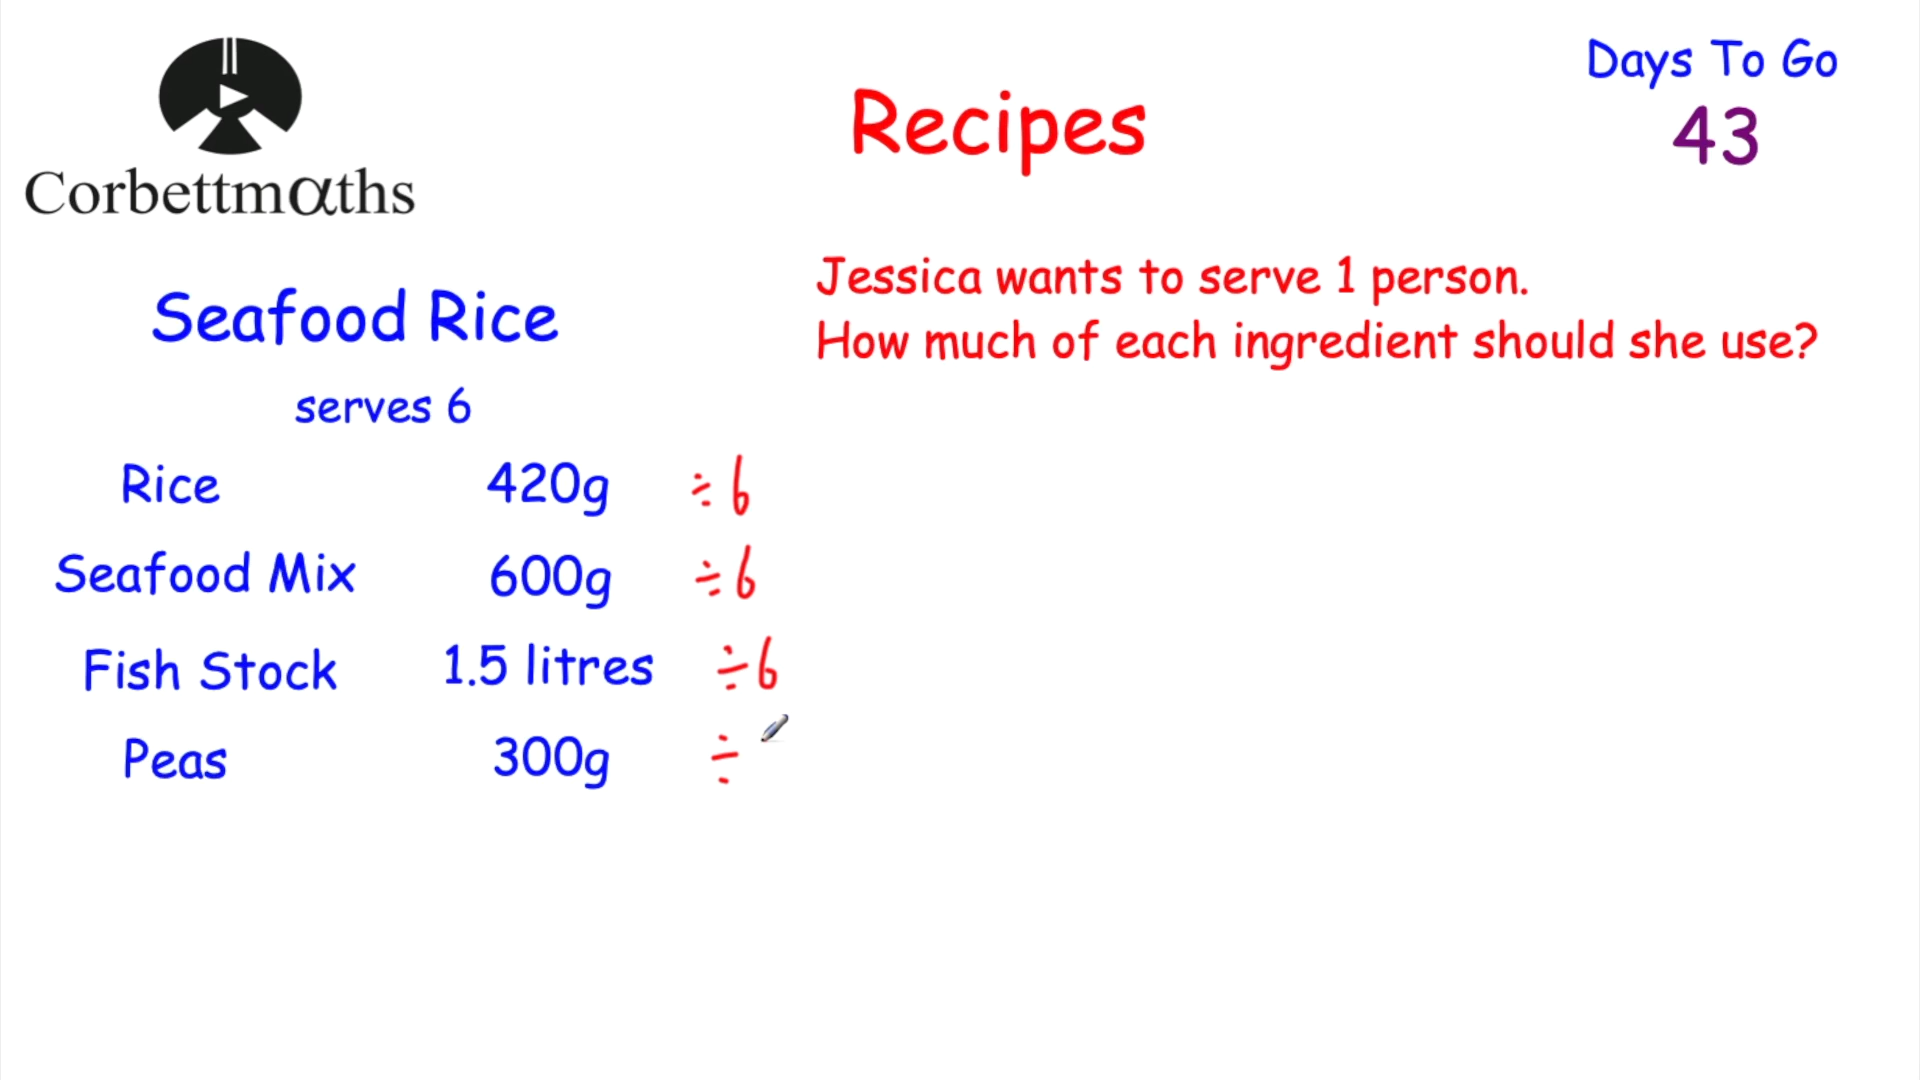 Corbettmαths
Recipes
Days To Go
43
Seafood Rice
serves 6
Rice 420g ÷ 6
Seafood Mix 600g ÷ 6
Fish Stock 1.5 litres ÷ 6
Peas 300g ÷
Jessica wants to serve 1 person.
How much of each ingredient should she use?